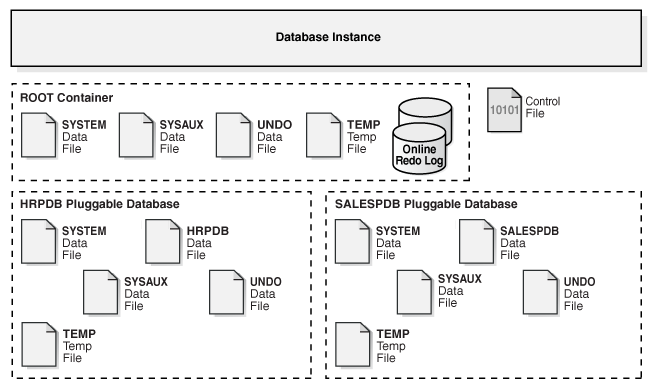 Database Instance
ROOT Container
SYSTEM
Data
File
SYSAUX
Data
File
UNDO
Data
File
TEMP
Temp
File
Online
Redo Log
10101
Control
File
HRPDB Pluggable Database
SYSTEM
Data
File
HRPDB
Data
File
SYSAUX
Data
File
UNDO
Data
File
TEMP
Temp
File
SALESPDB Pluggable Database
SYSTEM
Data
File
SALESPDB
Data
File
SYSAUX
Data
File
UNDO
Data
File
TEMP
Temp
File